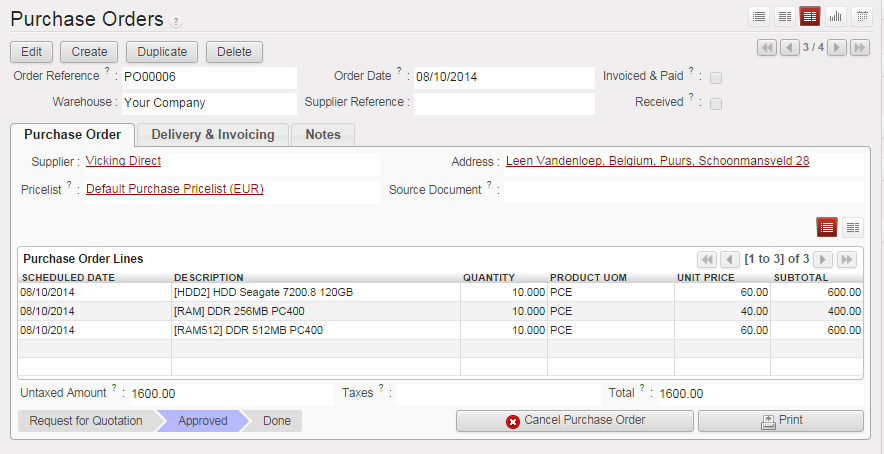 Purchase Orders ?
Edit Create Duplicate Delete 3 / 4
Order Reference ? : PO00006 Order Date ? : 08/10/2014 Invoiced & Paid ? :
Warehouse : Your Company Supplier Reference : Received ? :
Purchase Order Delivery & Invoicing Notes
Supplier : Vicking Direct Address : Leen Vandenloep, Belgium, Puurs, Schoonmansveld 28
Pricelist ? : Default Purchase Pricelist (EUR) Source Document ? :
Purchase Order Lines [1 to 3] of 3
SCHEDULED DATE DESCRIPTION QUANTITY PRODUCT UOM UNIT PRICE SUBTOTAL
08/10/2014 [HDD2] HDD Seagate 7200.8 120GB 10.000 PCE 60.00 600.00
08/10/2014 [RAM] DDR 256MB PC400 10.000 PCE 40.00 400.00
08/10/2014 [RAM512] DDR 512MB PC400 10.000 PCE 60.00 600.00
Untaxed Amount ? : 1600.00 Taxes ? : Total ? : 1600.00
Request for Quotation Approved Done Cancel Purchase Order Print